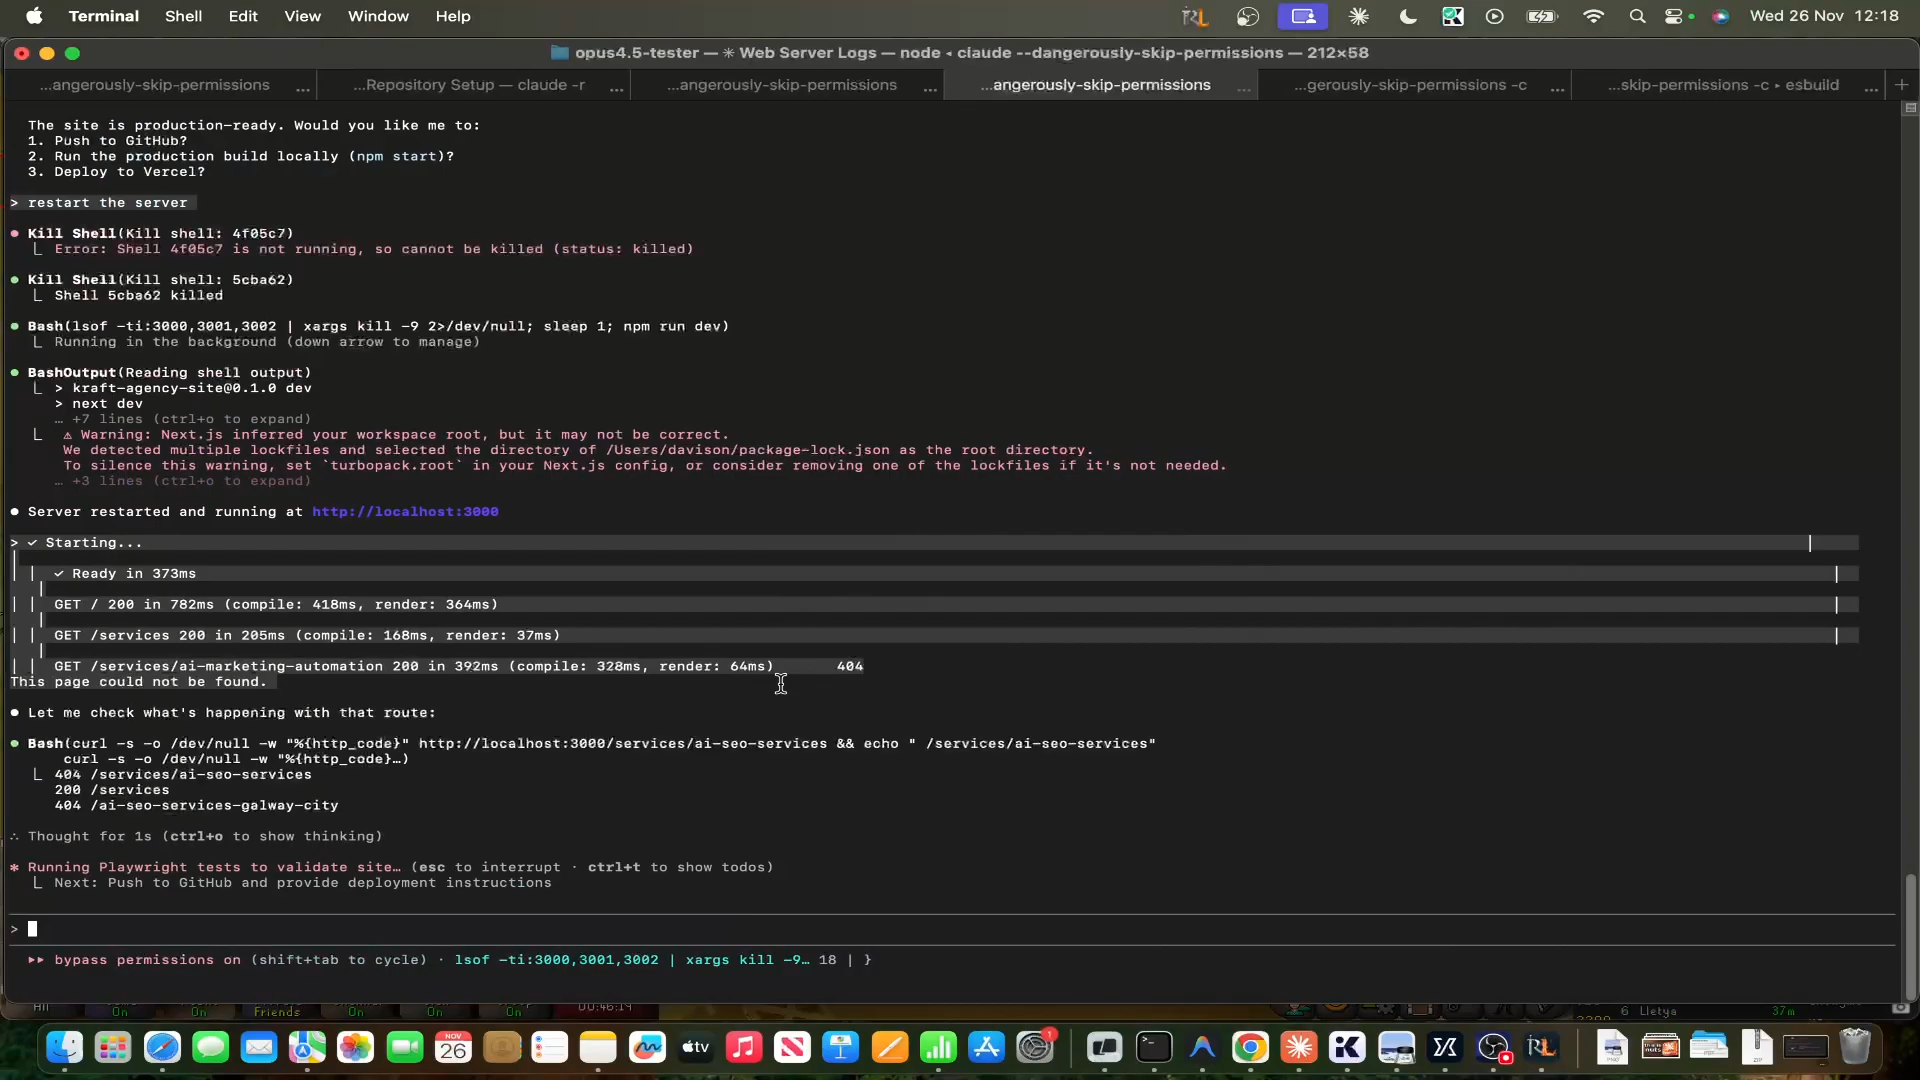 Terminal Shell Edit View Window Help Wed 26 Nov 12:18
opus4.5-tester — ✳ Web Server Logs — node ◂ claude --dangerously-skip-permissions — 212×58
...angerously-skip-permissions ... ...Repository Setup — claude -r ... ...angerously-skip-permissions ... ...angerously-skip-permissions ... ...gerously-skip-permissions -c ... ...skip-permissions -c ▸ esbuild ... +
The site is production-ready. Would you like me to:
1. Push to GitHub?
2. Run the production build locally (npm start)?
3. Deploy to Vercel?
> restart the server
● Kill Shell(Kill shell: 4f05c7)
⎿ Error: Shell 4f05c7 is not running, so cannot be killed (status: killed)
● Kill Shell(Kill shell: 5cba62)
⎿ Shell 5cba62 killed
● Bash(lsof -ti:3000,3001,3002 | xargs kill -9 2>/dev/null; sleep 1; npm run dev)
⎿ Running in the background (down arrow to manage)
● BashOutput(Reading shell output)
⎿ > kraft-agency-site@0.1.0 dev
> next dev
… +7 lines (ctrl+o to expand)
⎿ ⚠ Warning: Next.js inferred your workspace root, but it may not be correct.
We detected multiple lockfiles and selected the directory of /Users/davison/package-lock.json as the root directory.
To silence this warning, set `turbopack.root` in your Next.js config, or consider removing one of the lockfiles if it's not needed.
… +3 lines (ctrl+o to expand)
● Server restarted and running at http://localhost:3000
> ✓ Starting...
✓ Ready in 373ms
GET / 200 in 782ms (compile: 418ms, render: 364ms)
GET /services 200 in 205ms (compile: 168ms, render: 37ms)
GET /services/ai-marketing-automation 200 in 392ms (compile: 328ms, render: 64ms) 404
This page could not be found.
● Let me check what's happening with that route:
● Bash(curl -s -o /dev/null -w "%{http_code}" http://localhost:3000/services/ai-seo-services && echo " /services/ai-seo-services"
curl -s -o /dev/null -w "%{http_code}…)
⎿ 404 /services/ai-seo-services
200 /services
404 /ai-seo-services-galway-city
∴ Thought for 1s (ctrl+o to show thinking)
✻ Running Playwright tests to validate site… (esc to interrupt · ctrl+t to show todos)
⎿ Next: Push to GitHub and provide deployment instructions
>
▸▸ bypass permissions on (shift+tab to cycle) · lsof -ti:3000,3001,3002 | xargs kill -9… 18 | }
On On Friends On On On 00:46:19 6 Lletya 37m
NOV
26
tv
1